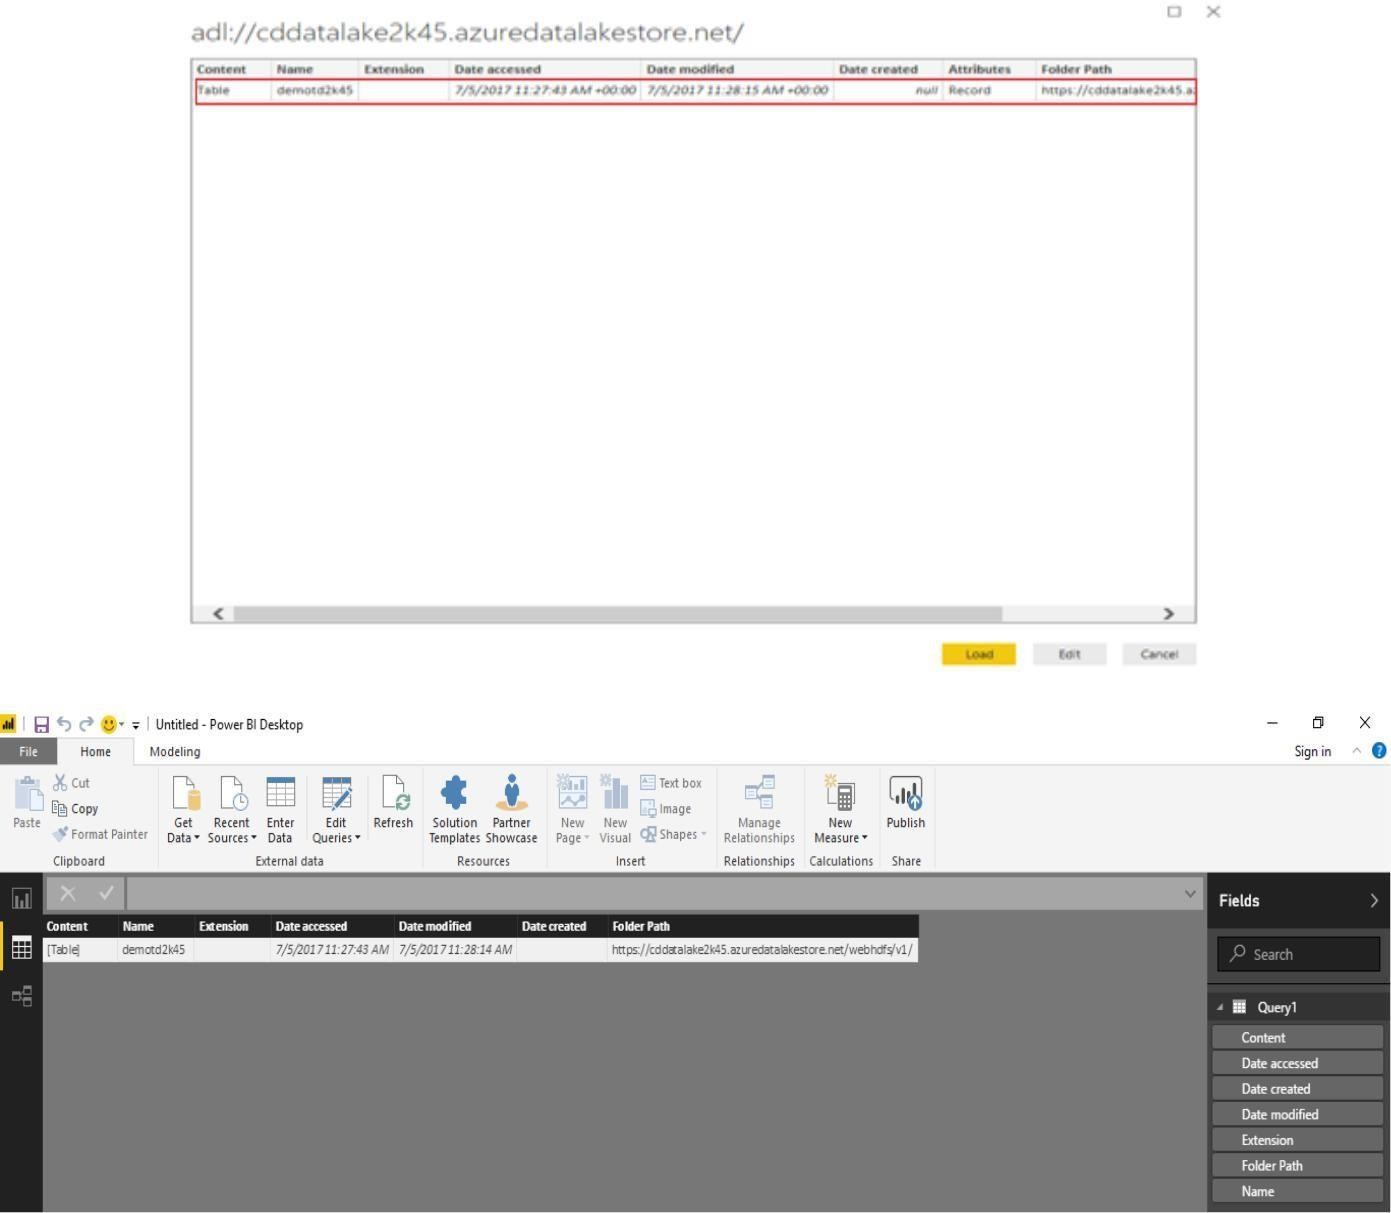 adl://cddatalake2k45.azuredatalakestore.net/
Content Name Extension Date accessed Date modified Date created Attributes Folder Path
Table demotd2k45 7/5/2017 11:27:43 AM +00:00 7/5/2017 11:28:15 AM +00:00 null Record https://cddatalake2k45.a
Load Edit Cancel
Untitled - Power BI Desktop
File Home Modeling Sign in
Cut
Copy
Format Painter
Paste
Clipboard
Get Data
Recent Sources
Enter Data
Edit Queries
Refresh
External data
Solution Templates
Partner Showcase
Resources
New Page
New Visual
Text box
Image
Shapes
Insert
Manage Relationships
Relationships
New Measure
Calculations
Publish
Share
Content Name Extension Date accessed Date modified Date created Folder Path
[Table] demotd2k45 7/5/2017 11:27:43 AM 7/5/2017 11:28:14 AM https://cddatalake2k45.azuredatalakestore.net/webhdfs/v1/
Fields
Search
Query1
Content
Date accessed
Date created
Date modified
Extension
Folder Path
Name